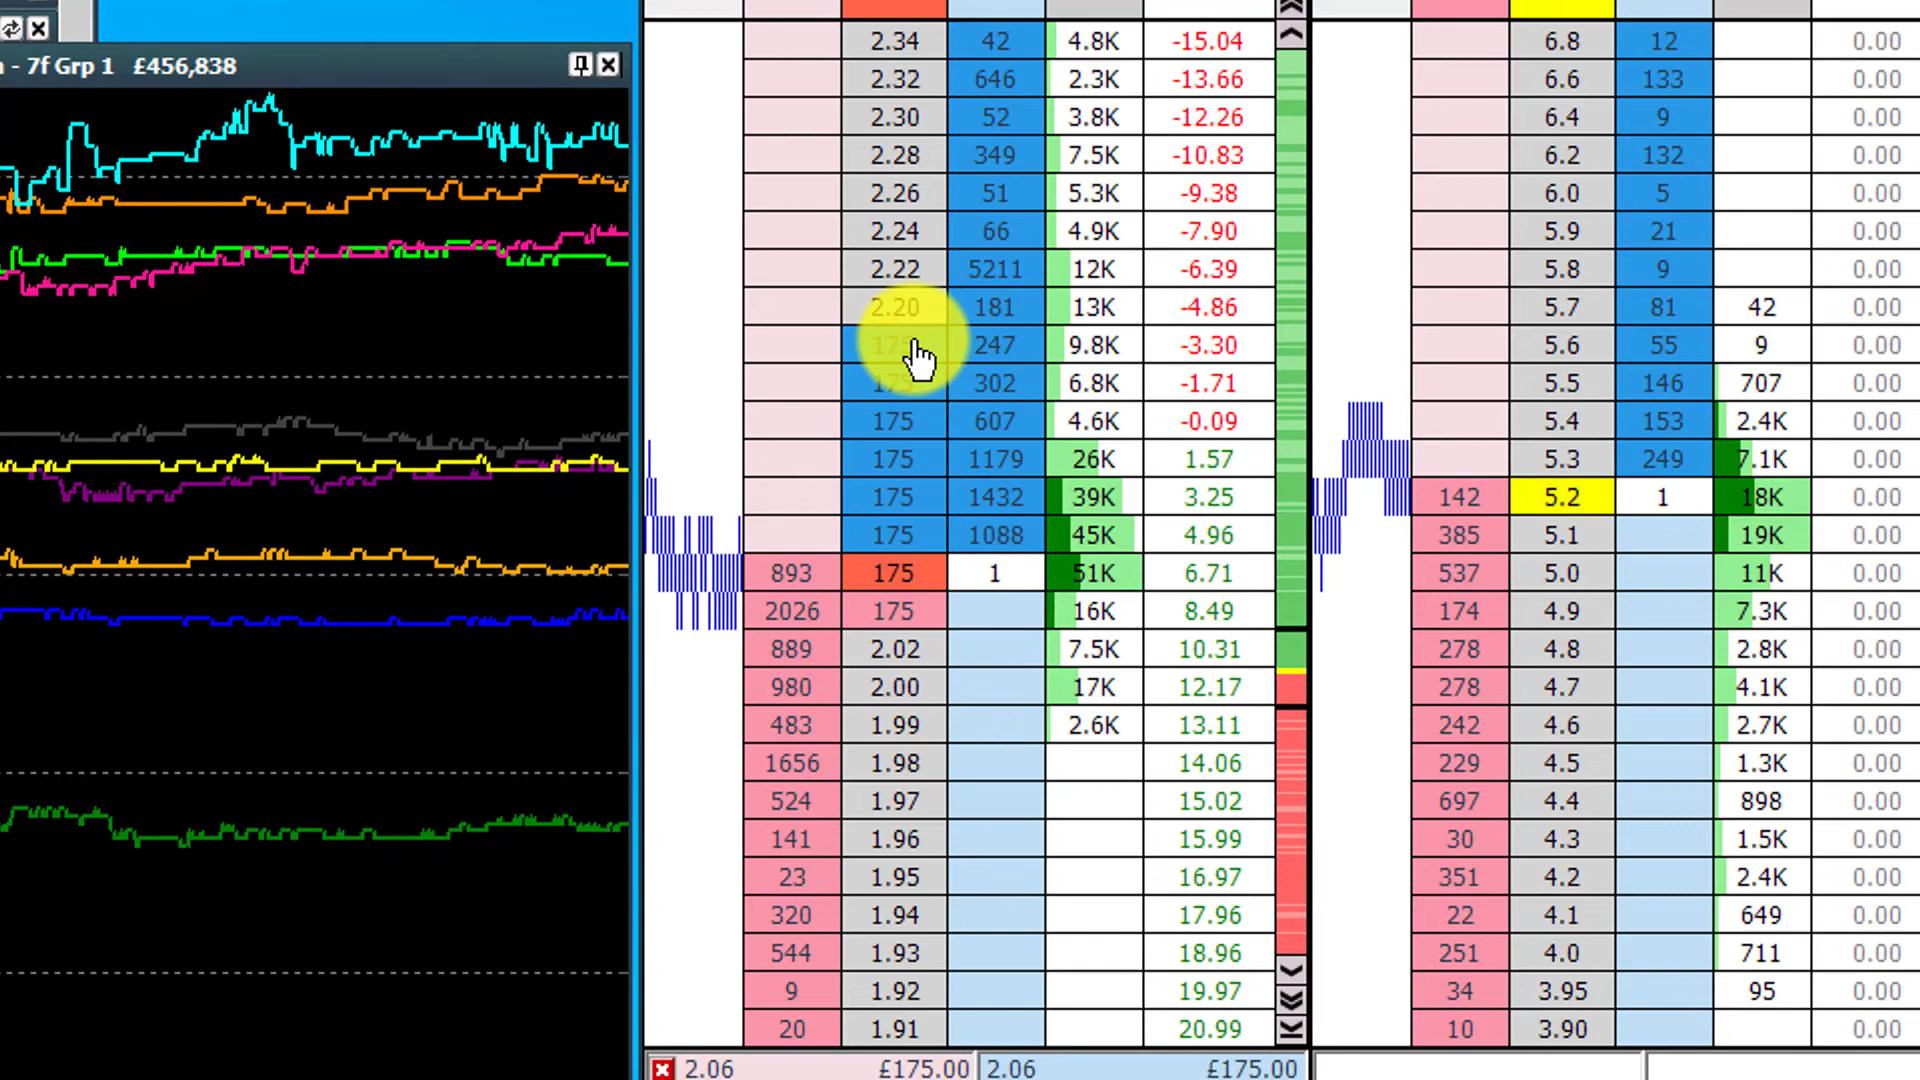 n - 7f Grp 1 £456,838
2.34 42 4.8K -15.04 6.8 12 0.00
2.32 646 2.3K -13.66 6.6 133 0.00
2.30 52 3.8K -12.26 6.4 9 0.00
2.28 349 7.5K -10.83 6.2 132 0.00
2.26 51 5.3K -9.38 6.0 5 0.00
2.24 66 4.9K -7.90 5.9 21 0.00
2.22 5211 12K -6.39 5.8 9 0.00
2.20 181 13K -4.86 5.7 81 42 0.00
175 247 9.8K -3.30 5.6 55 9 0.00
175 302 6.8K -1.71 5.5 146 707 0.00
175 607 4.6K -0.09 5.4 153 2.4K 0.00
175 1179 26K 1.57 5.3 249 7.1K 0.00
175 1432 39K 3.25 142 5.2 1 18K 0.00
175 1088 45K 4.96 385 5.1 19K 0.00
893 175 1 51K 6.71 537 5.0 11K 0.00
2026 175 16K 8.49 174 4.9 7.3K 0.00
889 2.02 7.5K 10.31 278 4.8 2.8K 0.00
980 2.00 17K 12.17 278 4.7 4.1K 0.00
483 1.99 2.6K 13.11 242 4.6 2.7K 0.00
1656 1.98 14.06 229 4.5 1.3K 0.00
524 1.97 15.02 697 4.4 898 0.00
141 1.96 15.99 30 4.3 1.5K 0.00
23 1.95 16.97 351 4.2 2.4K 0.00
320 1.94 17.96 22 4.1 649 0.00
544 1.93 18.96 251 4.0 711 0.00
9 1.92 19.97 34 3.95 95 0.00
20 1.91 20.99 10 3.90 0.00
2.06 £175.00 2.06 £175.00